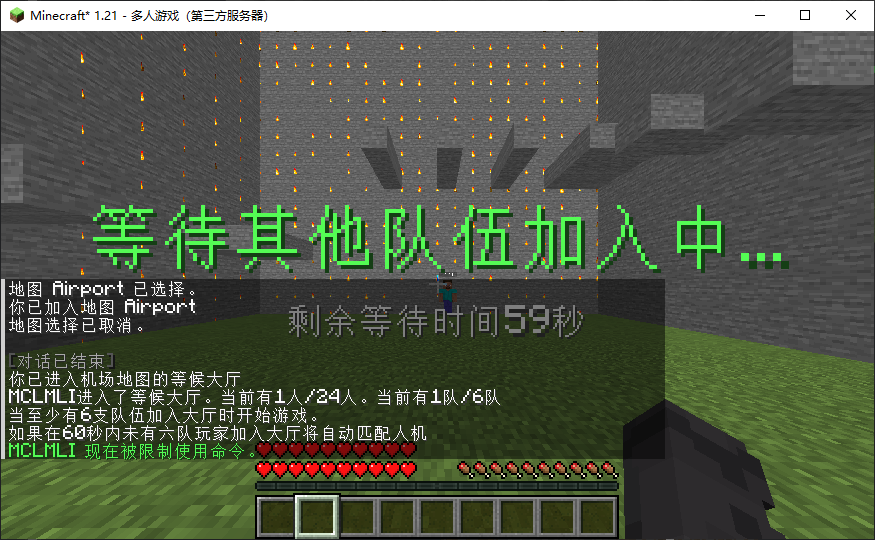 Minecraft* 1.21 - 多人游戏（第三方服务器）
等待其他队伍加入中...
剩余等待时间59秒
地图 Airport 已选择。
你已加入地图 Airport
地图选择已取消。
[对话已结束]
你已进入机场地图的等候大厅
MCLMLI进入了等候大厅。当前有1人/24人。当前有1队/6队
当至少有6支队伍加入大厅时开始游戏。
如果在60秒内未有六队玩家加入大厅将自动匹配人机
MCLMLI 现在被限制使用命令。